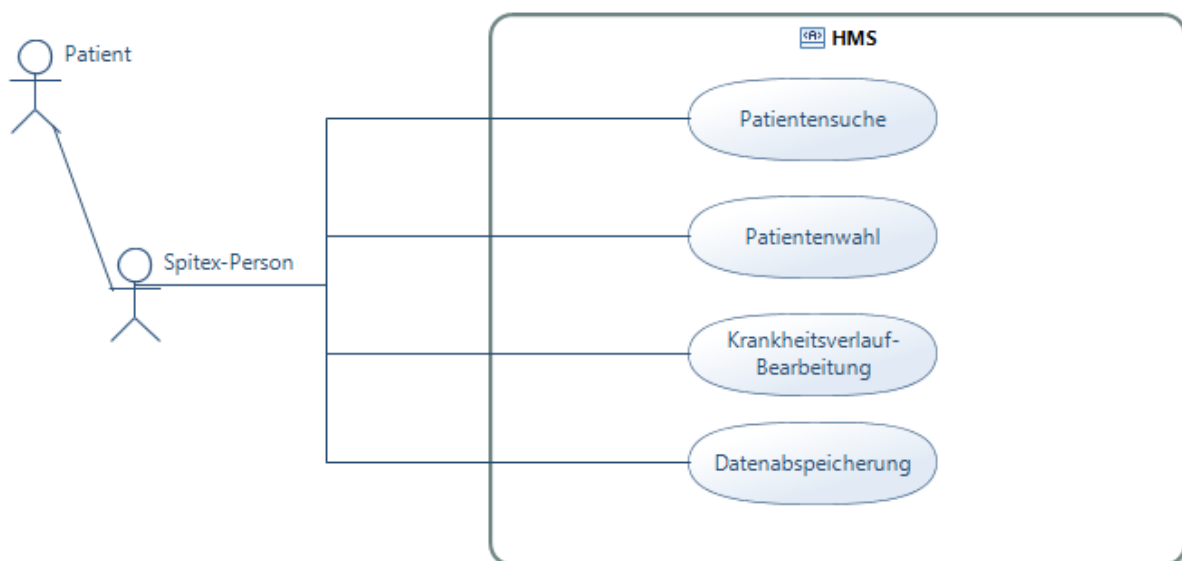 Patient
HMS
Patientensuche
Patientenwahl
Spitex-Person
Krankheitsverlauf-
Bearbeitung
Datenabspeicherung